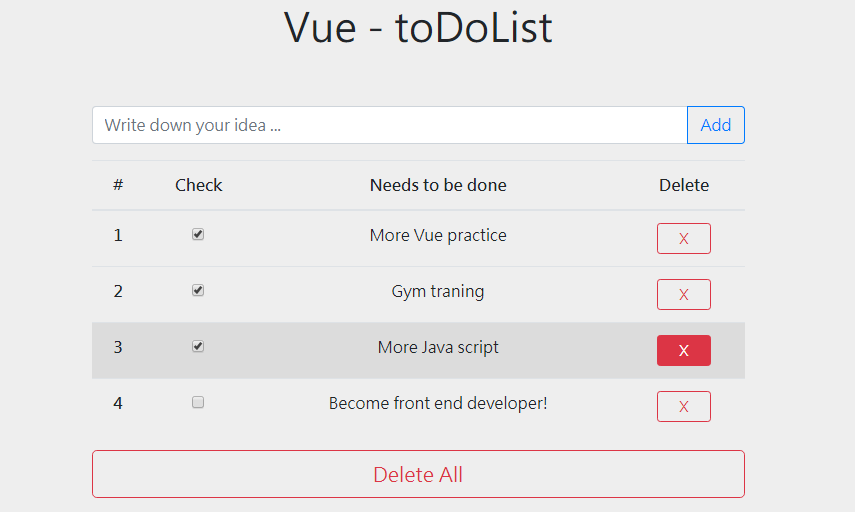 Vue - toDoList
Write down your idea ... Add
# Check Needs to be done Delete
1 More Vue practice X
2 Gym traning X
3 More Java script X
4 Become front end developer! X
Delete All